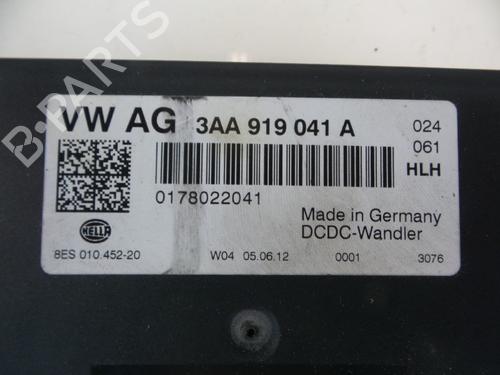 VW AG 3AA 919 041 A 024
061
HLH
0178022041
Made in Germany
DCDC-Wandler
HELLA
8ES 010.452-20 W04 05.06.12 0001 3076
B-PARTS